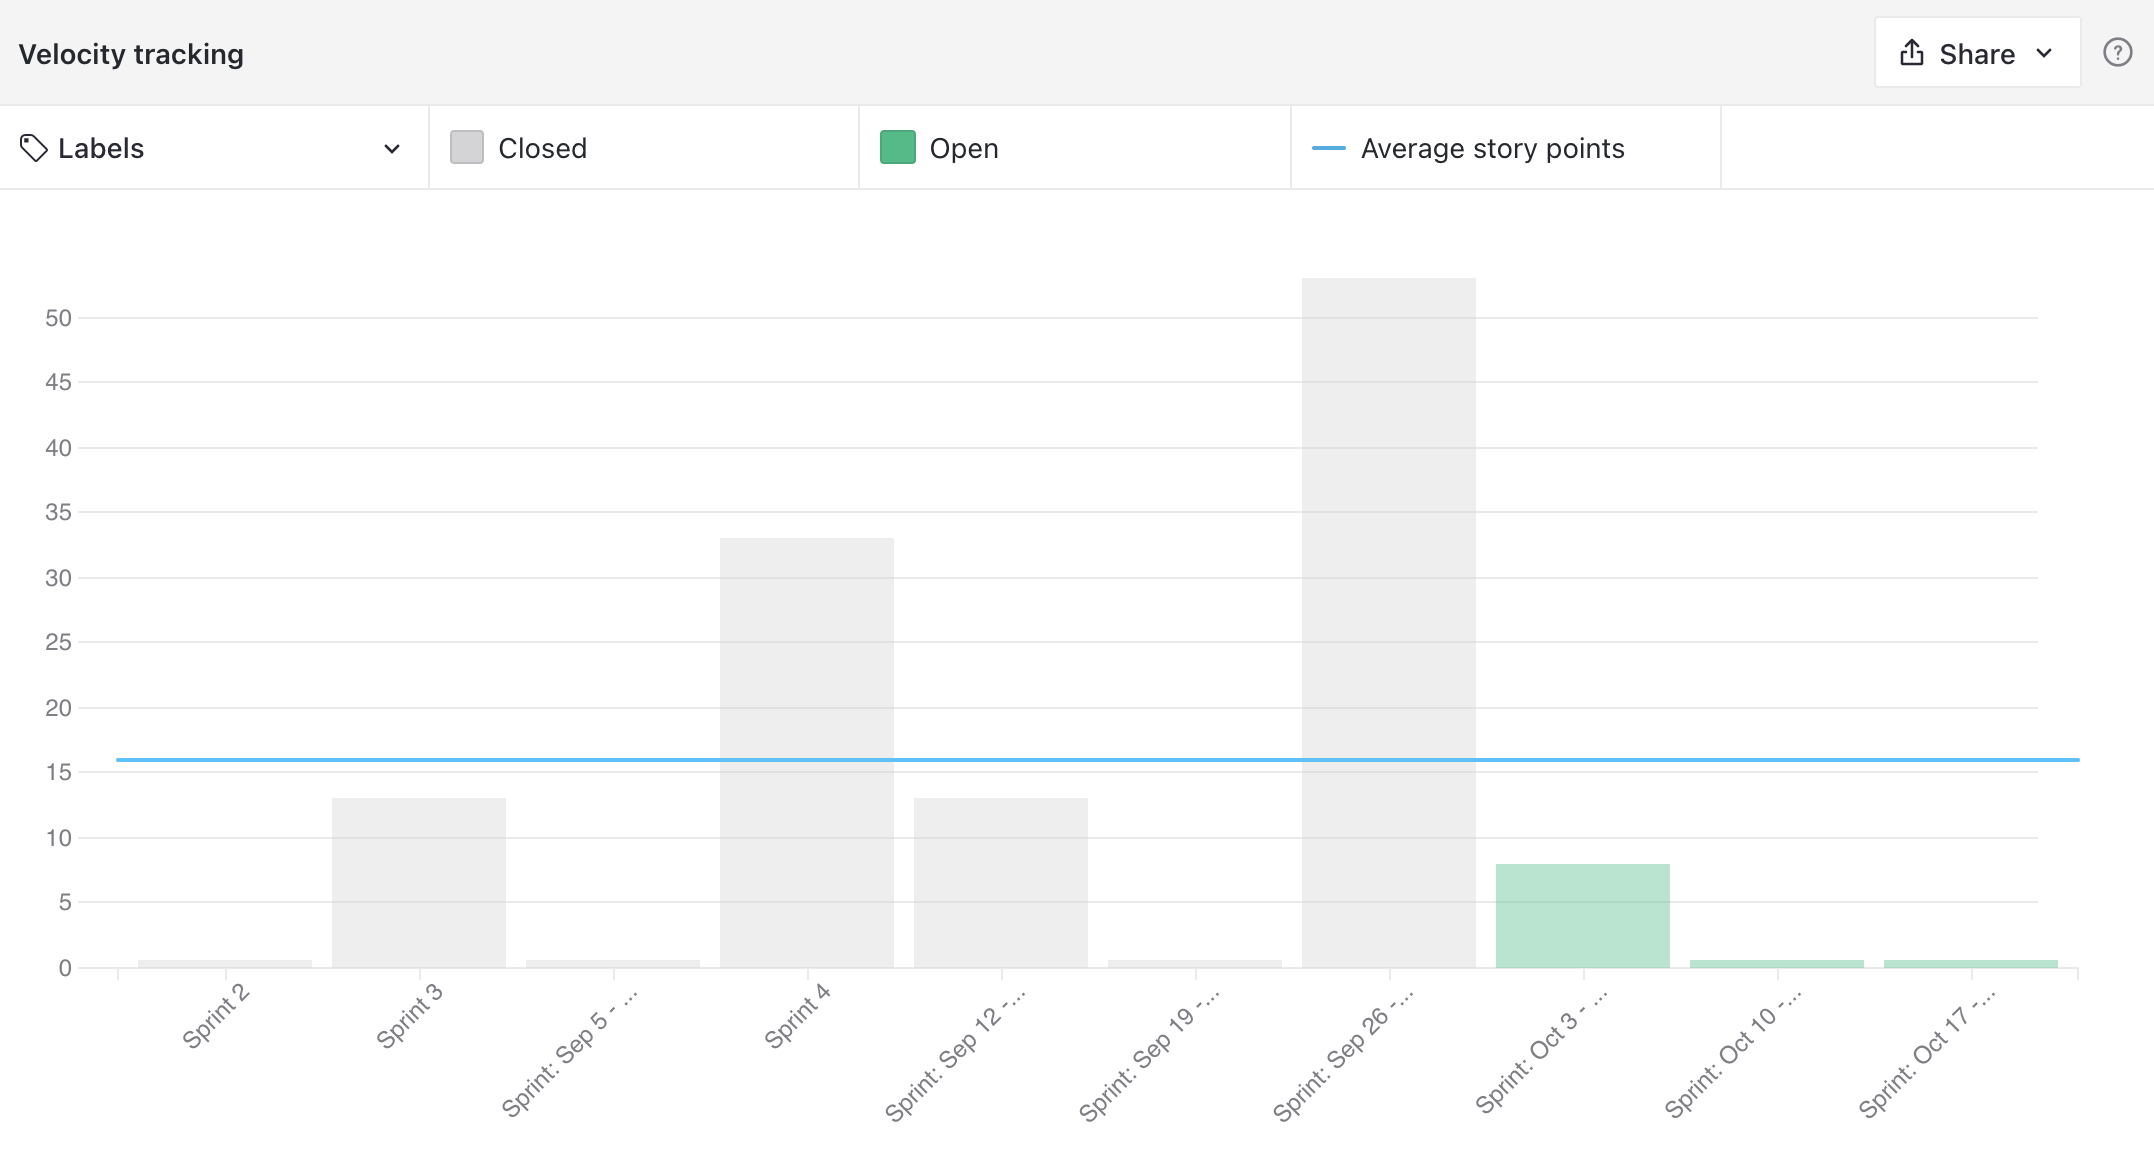 Velocity tracking
Share
?
Labels
Closed
Open
Average story points
50
45
40
35
30
25
20
15
10
5
0
Sprint 2
Sprint 3
Sprint: Sep 5 - ...
Sprint 4
Sprint: Sep 12 -...
Sprint: Sep 19 -...
Sprint: Sep 26 -...
Sprint: Oct 3 - ...
Sprint: Oct 10 -...
Sprint: Oct 17 -...